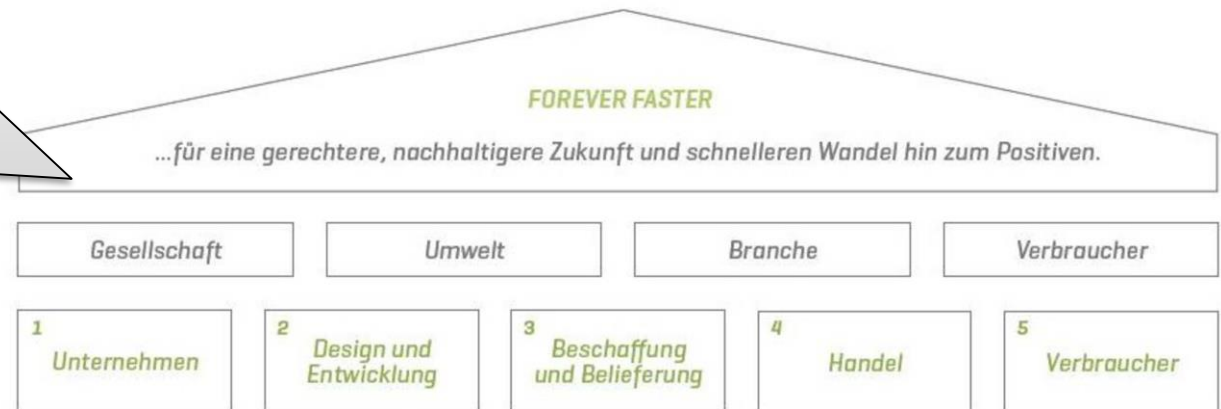 FOREVER FASTER
...für eine gerechtere, nachhaltigere Zukunft und schnelleren Wandel hin zum Positiven.
Gesellschaft Umwelt Branche Verbraucher
1 2 3 4 5
Unternehmen Design und Entwicklung Beschaffung und Belieferung Handel Verbraucher